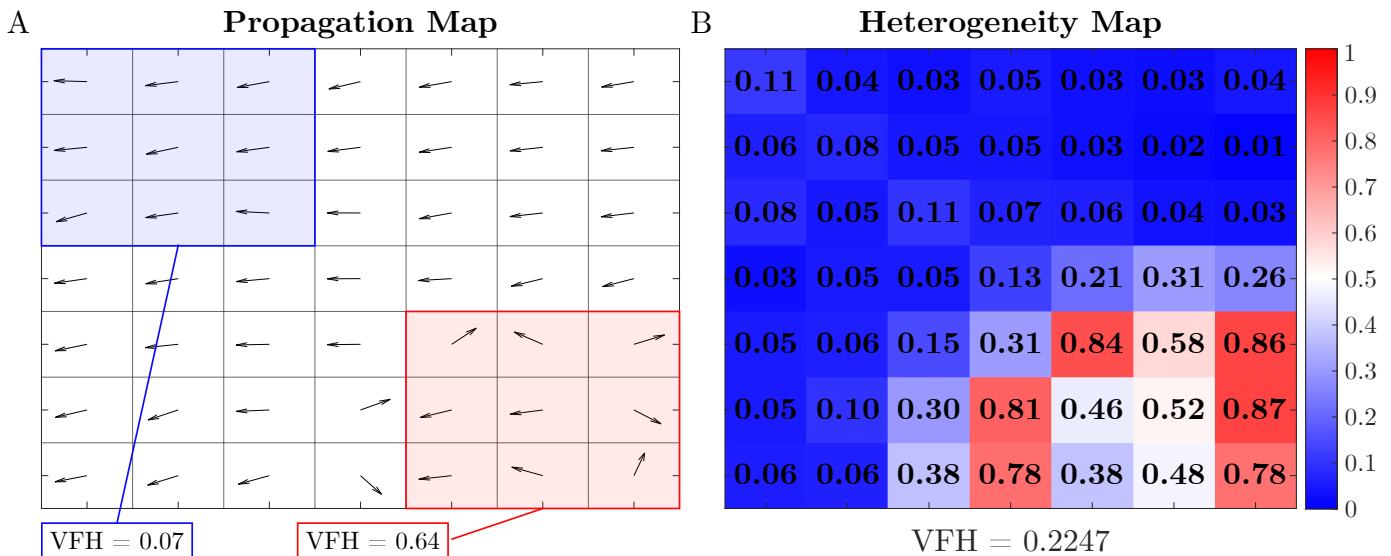 A
Propagation Map
VFH = 0.07
VFH = 0.64
B
Heterogeneity Map
0.11 0.04 0.03 0.05 0.03 0.03 0.04
0.06 0.08 0.05 0.05 0.03 0.02 0.01
0.08 0.05 0.11 0.07 0.06 0.04 0.03
0.03 0.05 0.05 0.13 0.21 0.31 0.26
0.05 0.06 0.15 0.31 0.84 0.58 0.86
0.05 0.10 0.30 0.81 0.46 0.52 0.87
0.06 0.06 0.38 0.78 0.38 0.48 0.78
1
0.9
0.8
0.7
0.6
0.5
0.4
0.3
0.2
0.1
0
VFH = 0.2247